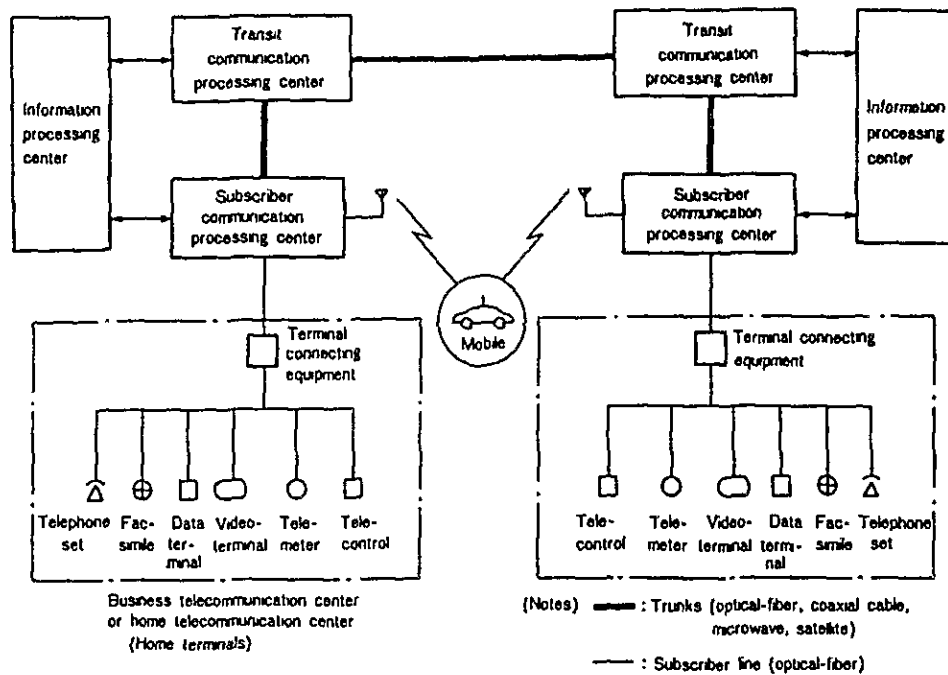 Information
processing
center
Transit
communication
processing center
Transit
communication
processing center
Information
processing
center
Subscriber
communication
processing center
Subscriber
communication
processing center
Mobile
Terminal
connecting
equipment
Terminal connecting
equipment
Telephone
set
Fac-
simile
Data
ter-
minal
Video-
terminal
Tele-
meter
Tele-
control
Tele-
control
Tele-
meter
Video-
terminal
Data
termi-
nal
Fac-
simile
Telephone
set
Business telecommunication center
or home telecommunication center
(Home terminals)
(Notes) : Trunks (optical-fiber, coaxial cable,
microwave, satellite)
: Subscriber line (optical-fiber)